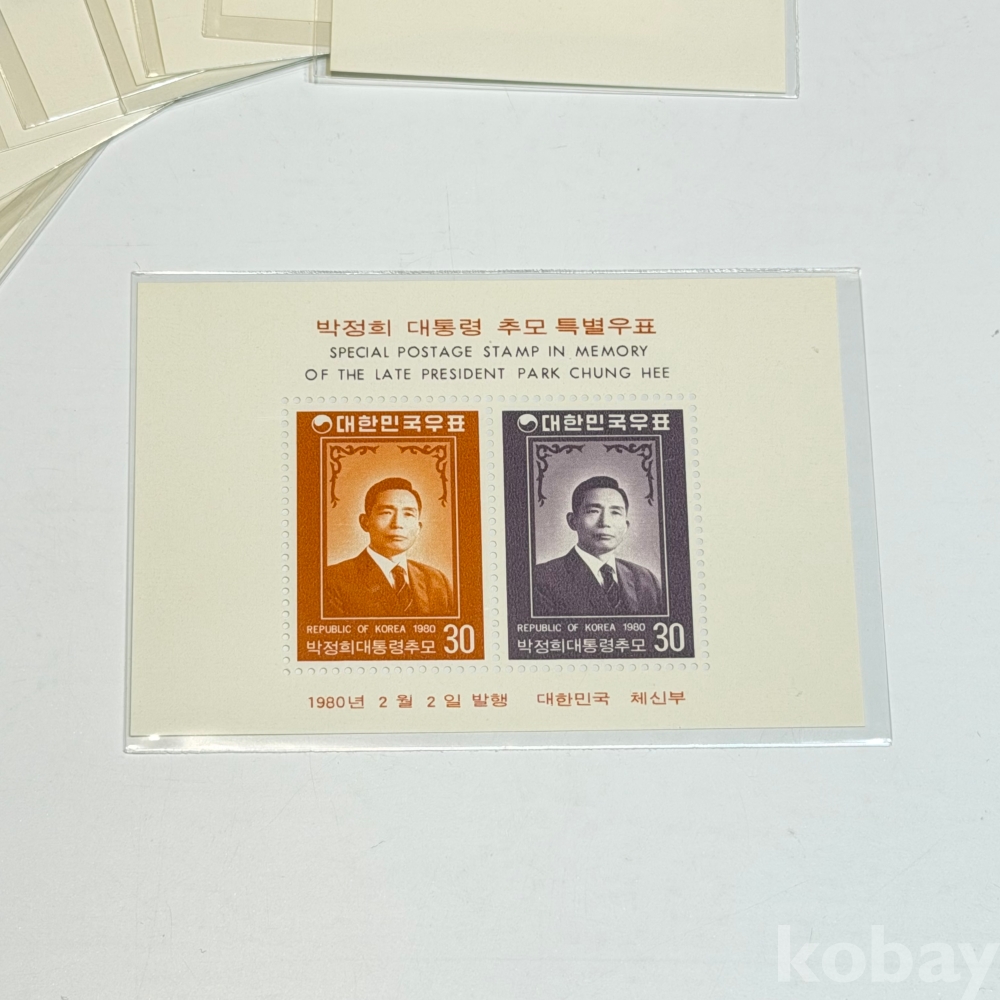 박정희 대통령 추모 특별우표
SPECIAL POSTAGE STAMP IN MEMORY
OF THE LATE PRESIDENT PARK CHUNG HEE
대한민국우표
REPUBLIC OF KOREA 1980
박정희대통령추모 30
대한민국우표
REPUBLIC OF KOREA 1980
박정희대통령추모 30
1980년 2월 2일 발행 대한민국 체신부
kobay